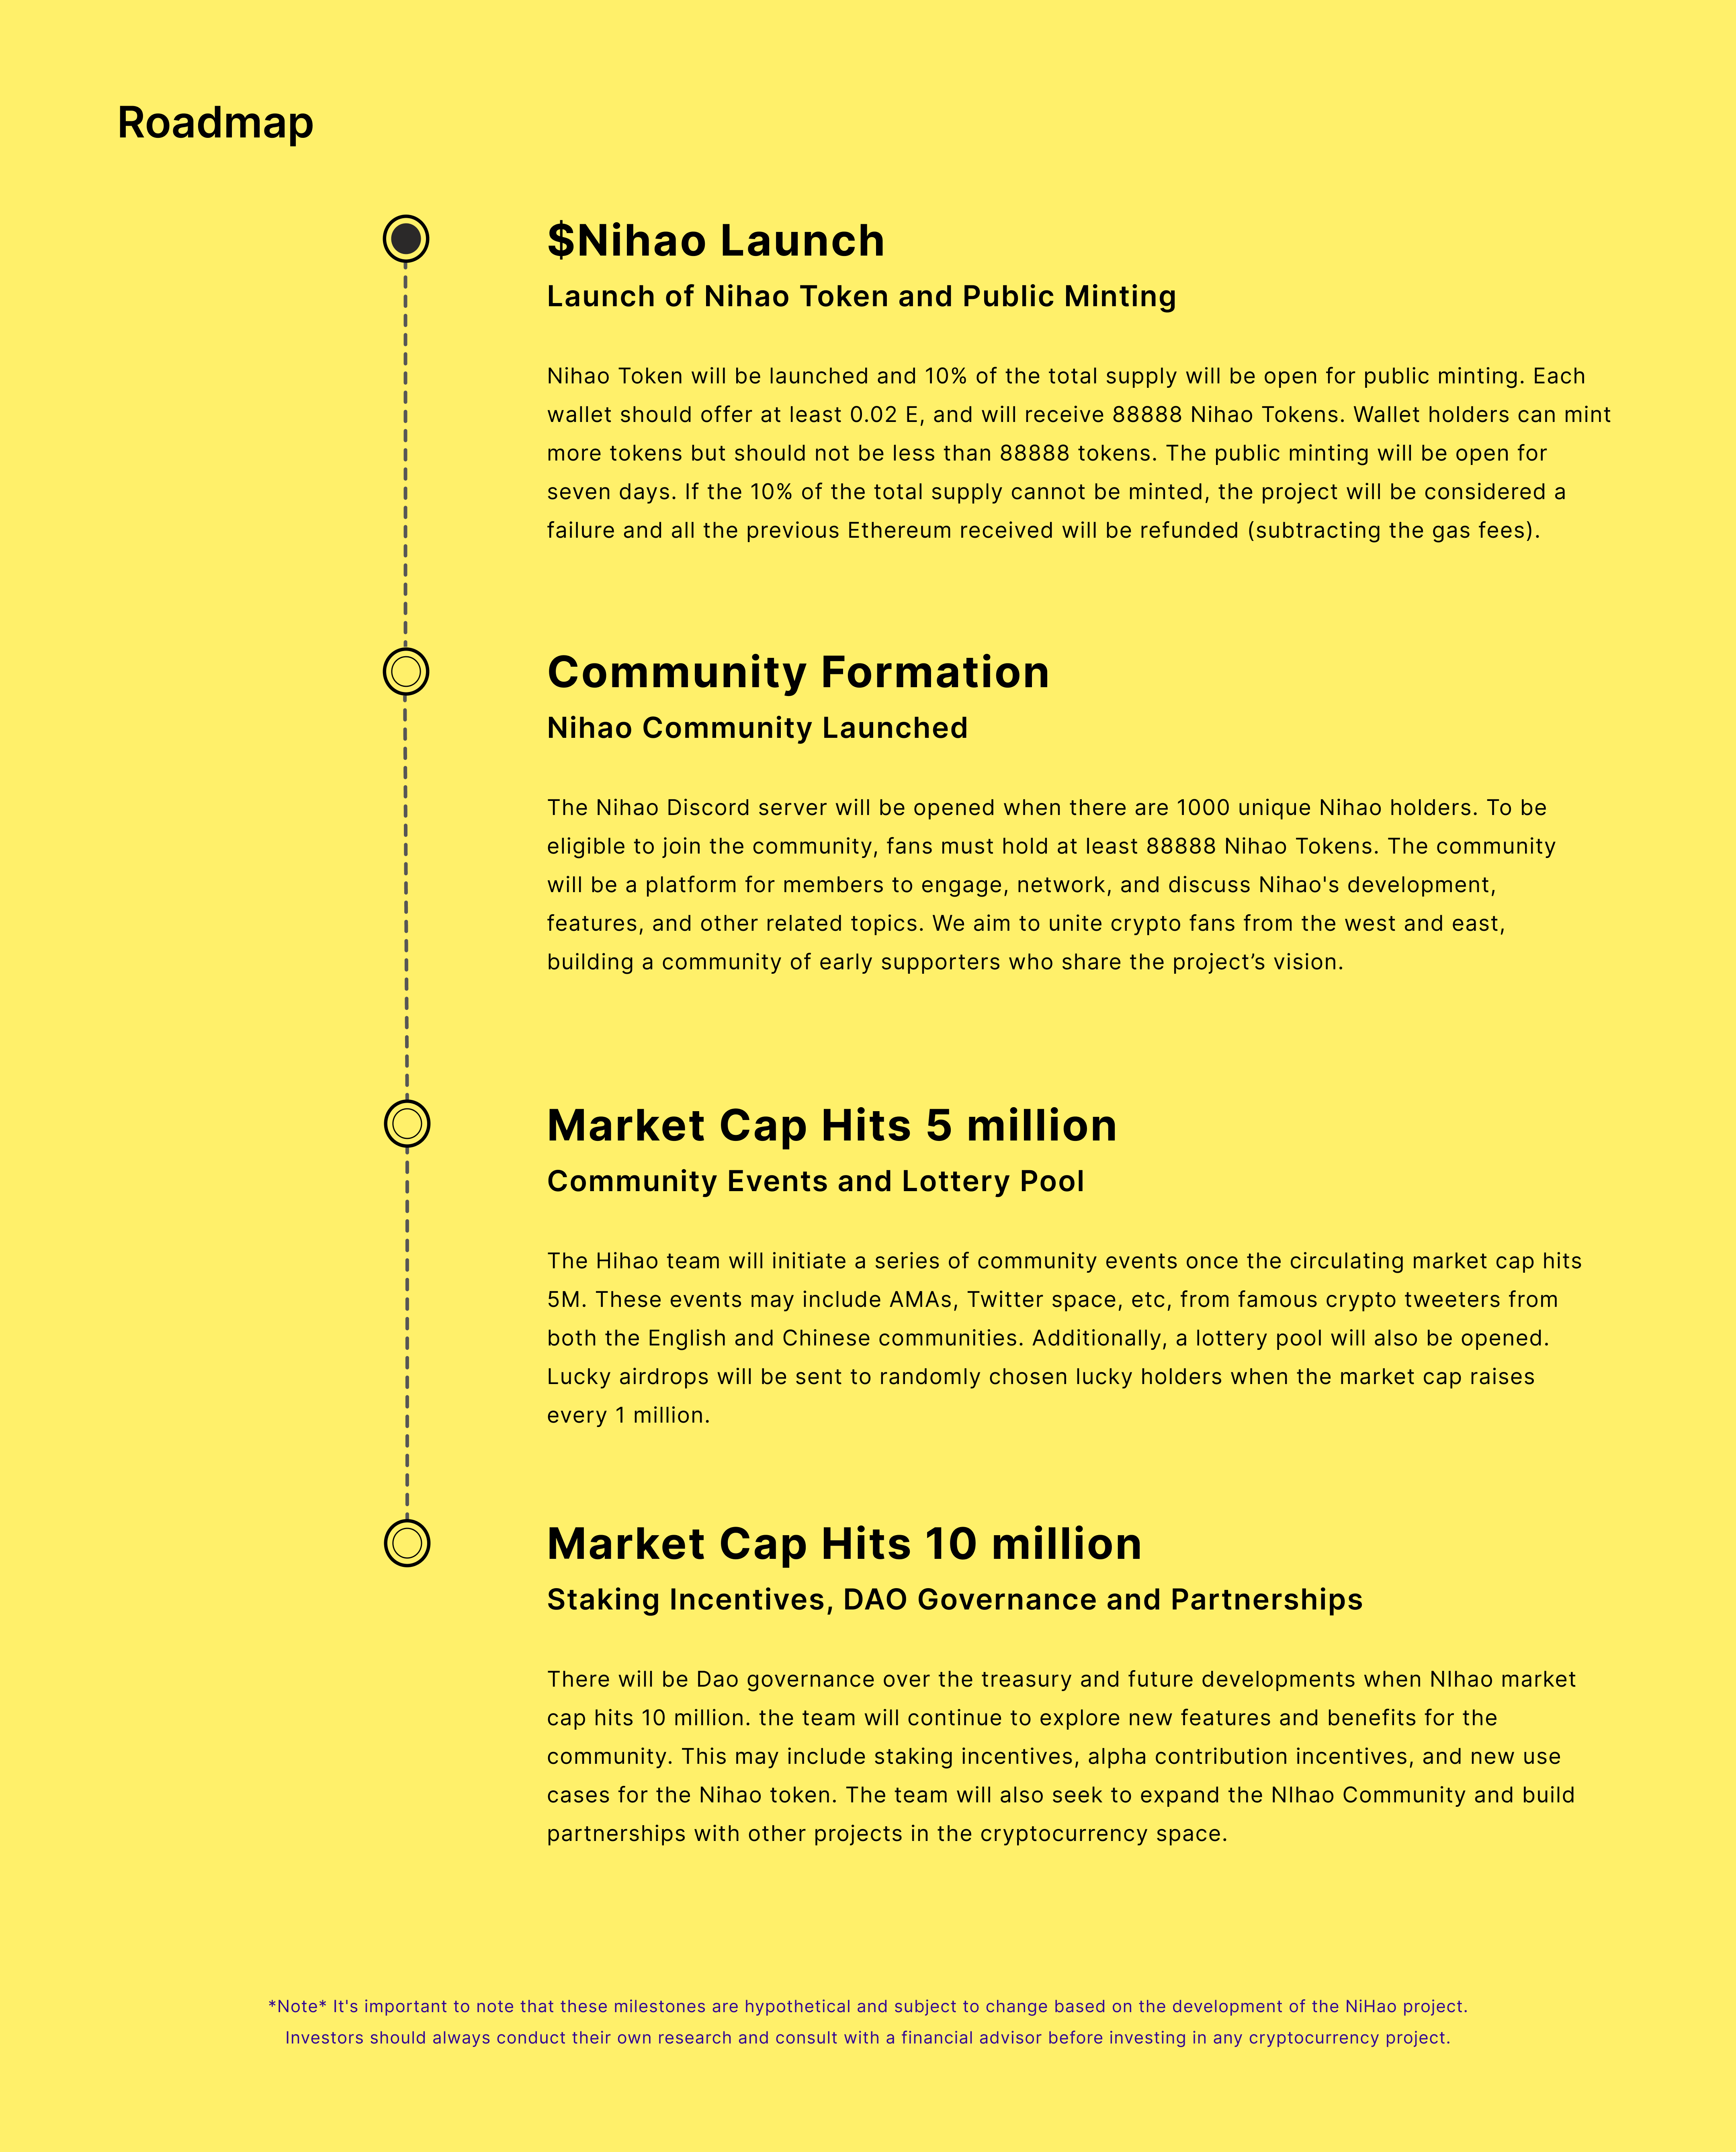 Roadmap
$Nihao Launch
Launch of Nihao Token and Public Minting
Nihao Token will be launched and 10% of the total supply will be open for public minting. Each
wallet should offer at least 0.02 E, and will receive 88888 Nihao Tokens. Wallet holders can mint
more tokens but should not be less than 88888 tokens. The public minting will be open for
seven days. If the 10% of the total supply cannot be minted, the project will be considered a
failure and all the previous Ethereum received will be refunded (subtracting the gas fees).
Community Formation
Nihao Community Launched
The Nihao Discord server will be opened when there are 1000 unique Nihao holders. To be
eligible to join the community, fans must hold at least 88888 Nihao Tokens. The community
will be a platform for members to engage, network, and discuss Nihao's development,
features, and other related topics. We aim to unite crypto fans from the west and east,
building a community of early supporters who share the project’s vision.
Market Cap Hits 5 million
Community Events and Lottery Pool
The Hihao team will initiate a series of community events once the circulating market cap hits
5M. These events may include AMAs, Twitter space, etc, from famous crypto tweeters from
both the English and Chinese communities. Additionally, a lottery pool will also be opened.
Lucky airdrops will be sent to randomly chosen lucky holders when the market cap raises
every 1 million.
Market Cap Hits 10 million
Staking Incentives, DAO Governance and Partnerships
There will be Dao governance over the treasury and future developments when NIhao market
cap hits 10 million. the team will continue to explore new features and benefits for the
community. This may include staking incentives, alpha contribution incentives, and new use
cases for the Nihao token. The team will also seek to expand the NIhao Community and build
partnerships with other projects in the cryptocurrency space.
*Note* It's important to note that these milestones are hypothetical and subject to change based on the development of the NiHao project.
Investors should always conduct their own research and consult with a financial advisor before investing in any cryptocurrency project.